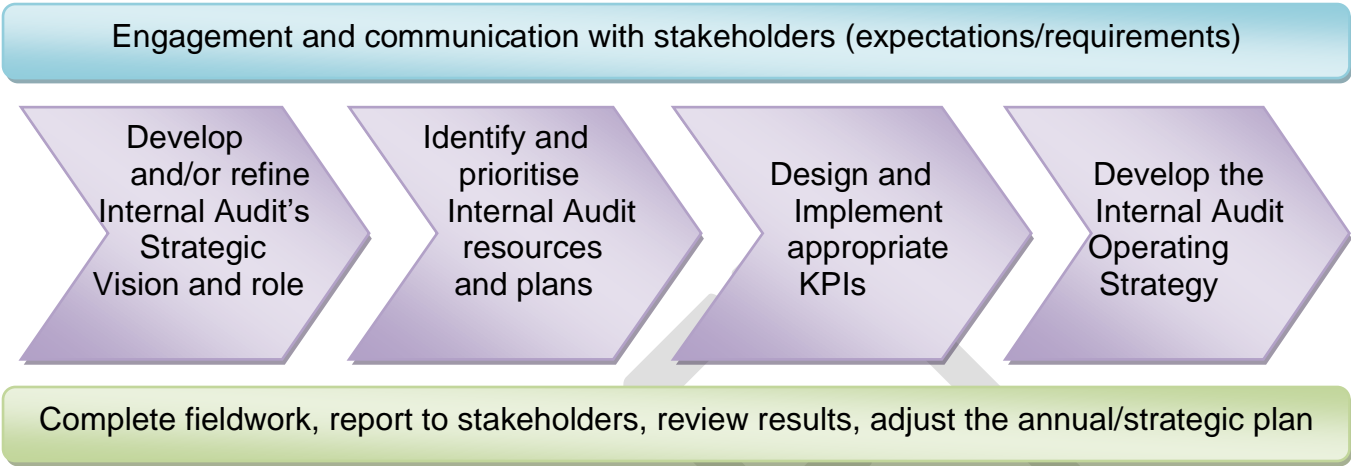 Engagement and communication with stakeholders (expectations/requirements)
Develop
and/or refine
Internal Audit's
Strategic
Vision and role
Identify and
prioritise
Internal Audit
resources
and plans
Design and
Implement
appropriate
KPIs
Develop the
Internal Audit
Operating
Strategy
Complete fieldwork, report to stakeholders, review results, adjust the annual/strategic plan